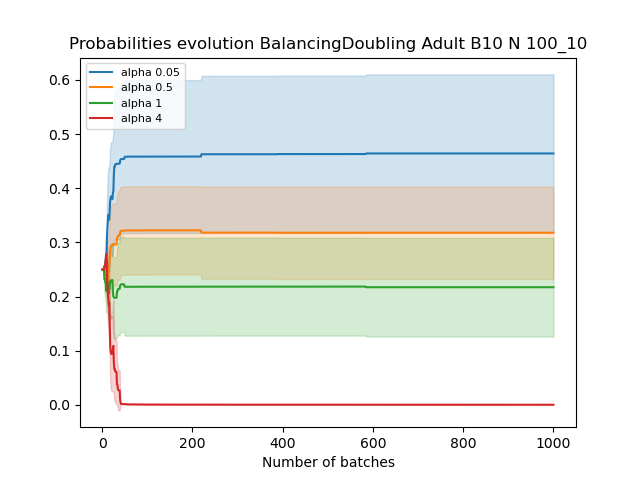 Probabilities evolution BalancingDoubling Adult B10 N 100_10
alpha 0.05
alpha 0.5
alpha 1
alpha 4
0.6
0.5
0.4
0.3
0.2
0.1
0.0
0 200 400 600 800 1000
Number of batches